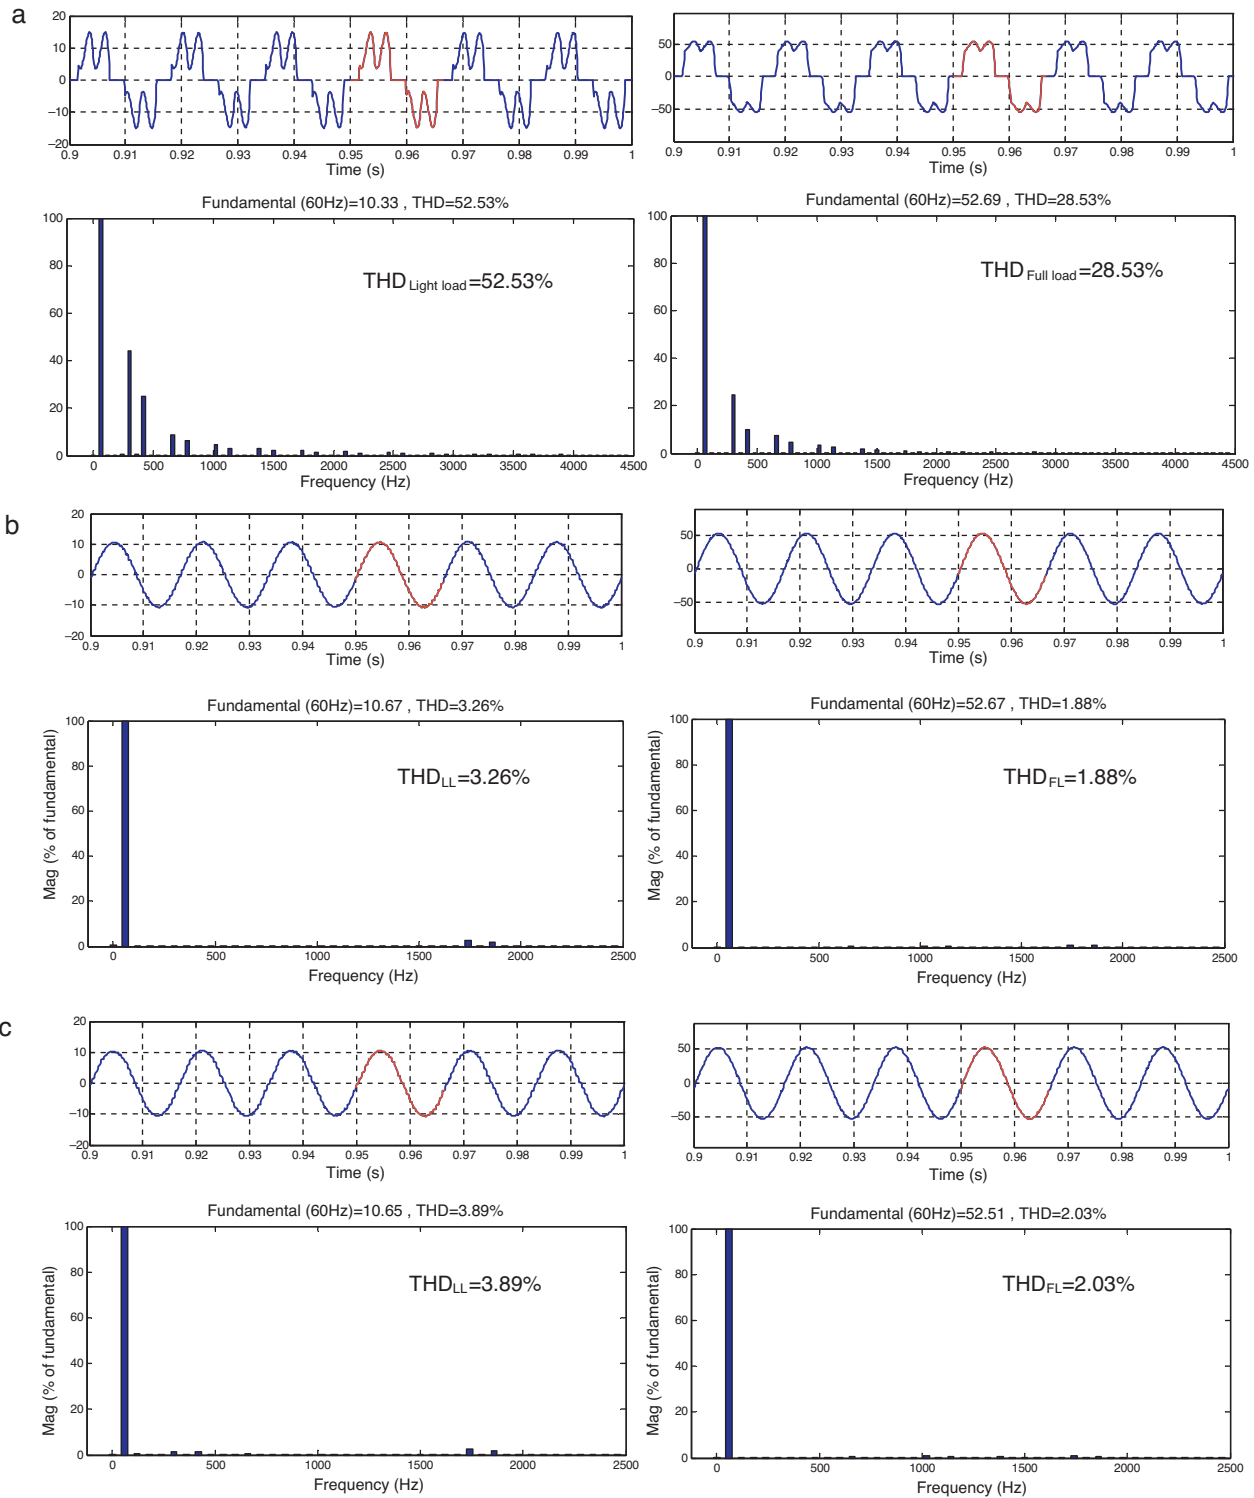 a
20
10
0
−10
−20
0.9 0.91 0.92 0.93 0.94 0.95 0.96 0.97 0.98 0.99 1
Time (s)
50
0
−50
0.9 0.91 0.92 0.93 0.94 0.95 0.96 0.97 0.98 0.99 1
Time (s)
Fundamental (60Hz)=10.33 , THD=52.53%
100
80
60
40
20
0
THD Light load=52.53%
0 500 1000 1500 2000 2500 3000 3500 4000 4500
Frequency (Hz)
Fundamental (60Hz)=52.69 , THD=28.53%
100
80
60
40
20
0
THD Full load=28.53%
0 500 1000 1500 2000 2500 3000 3500 4000 4500
Frequency (Hz)
b
20
10
0
−10
−20
0.9 0.91 0.92 0.93 0.94 0.95 0.96 0.97 0.98 0.99 1
Time (s)
50
0
−50
0.9 0.91 0.92 0.93 0.94 0.95 0.96 0.97 0.98 0.99 1
Time (s)
Fundamental (60Hz)=10.67 , THD=3.26%
Mag (% of fundamental)
100
80
60
40
20
0
THDLL=3.26%
0 500 1000 1500 2000 2500
Frequency (Hz)
Fundamental (60Hz)=52.67 , THD=1.88%
Mag (% of fundamental)
100
80
60
40
20
0
THDFL=1.88%
0 500 1000 1500 2000 2500
Frequency (Hz)
c
20
10
0
−10
−20
0.9 0.91 0.92 0.93 0.94 0.95 0.96 0.97 0.98 0.99 1
Time (s)
50
0
−50
0.9 0.91 0.92 0.93 0.94 0.95 0.96 0.97 0.98 0.99 1
Time (s)
Fundamental (60Hz)=10.65 , THD=3.89%
Mag (% of fundamental)
100
80
60
40
20
0
THDLL=3.89%
0 500 1000 1500 2000 2500
Frequency (Hz)
Fundamental (60Hz)=52.51 , THD=2.03%
Mag (% of fundamental)
100
80
60
40
20
0
THDFL=2.03%
0 500 1000 1500 2000 2500
Frequency (Hz)